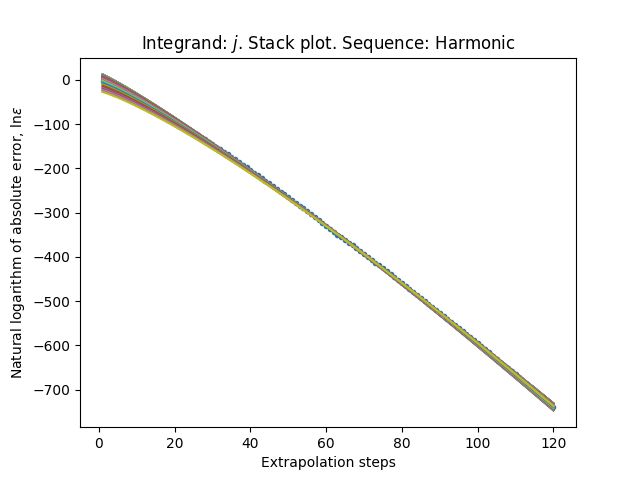 Integrand: j. Stack plot. Sequence: Harmonic
Natural logarithm of absolute error, lnε
0
−100
−200
−300
−400
−500
−600
−700
0 20 40 60 80 100 120
Extrapolation steps